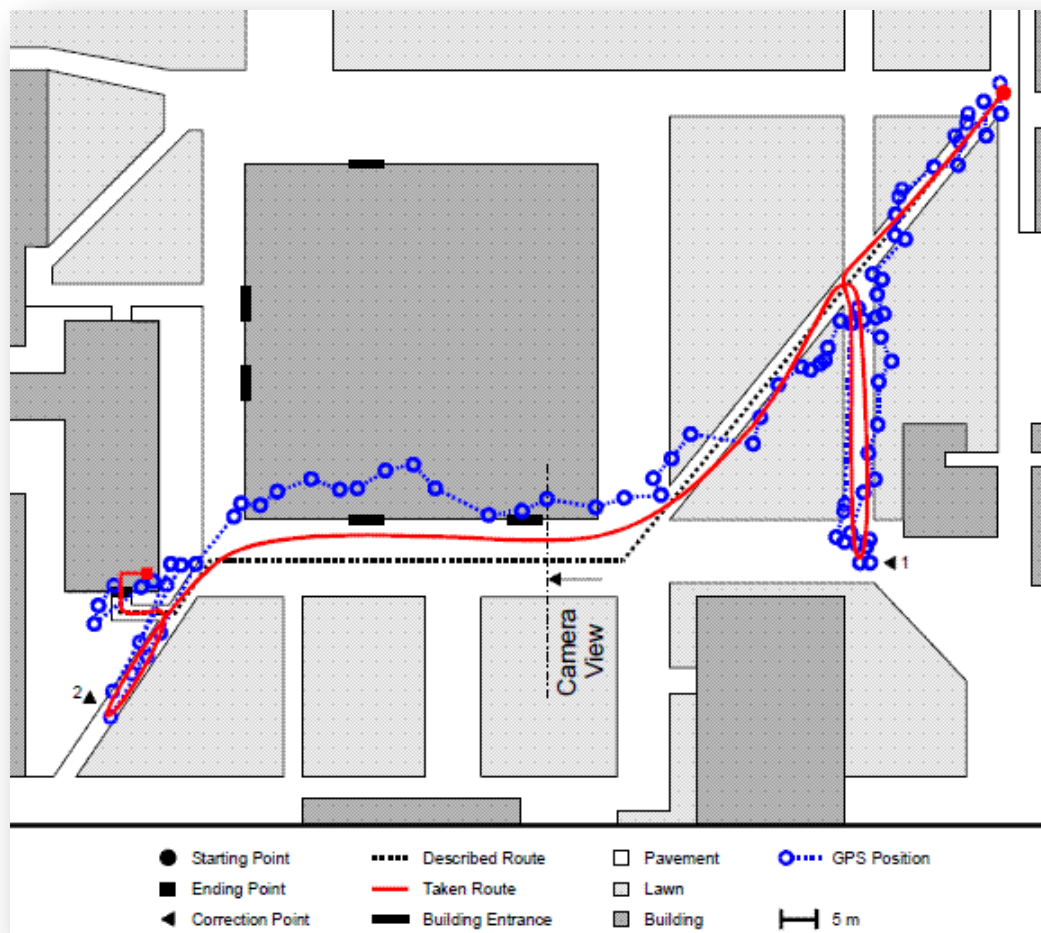 1
Camera
View
2
Starting Point
Described Route
Pavement
GPS Position
Ending Point
Taken Route
Lawn
Correction Point
Building Entrance
Building
5 m